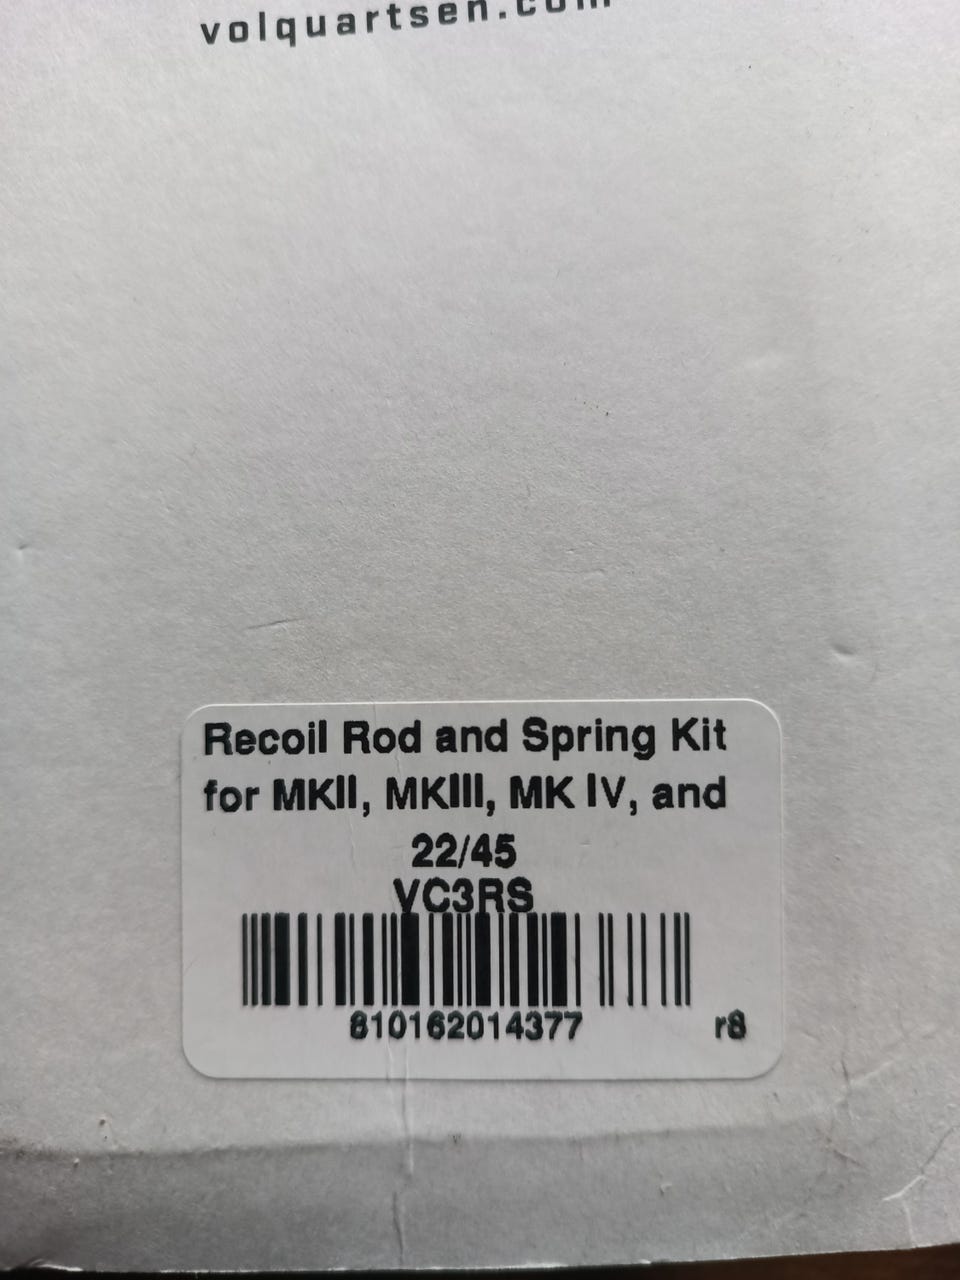 volquartsen.com
Recoil Rod and Spring Kit
for MKII, MKIII, MK IV, and
22/45
VC3RS
810162014377
r8